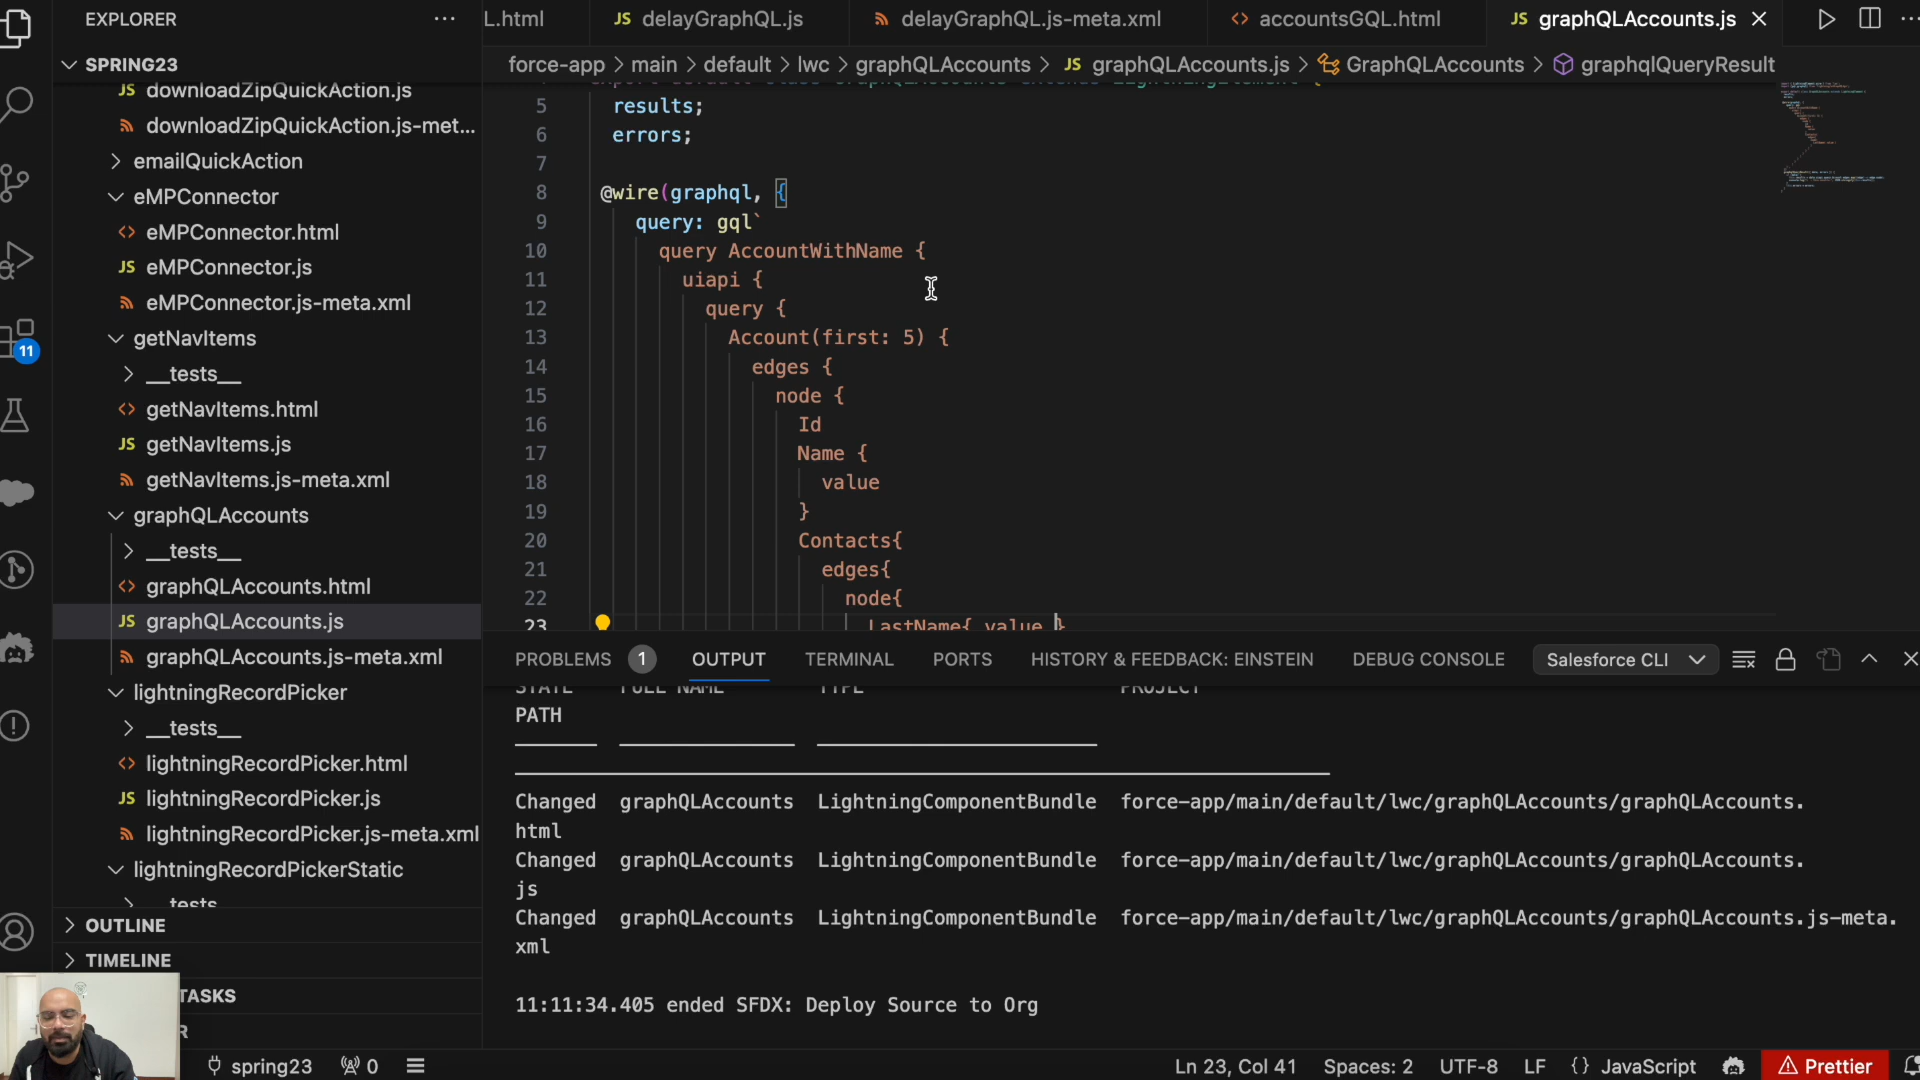 EXPLORER
···
SPRING23
downloadZipQuickAction.js
downloadZipQuickAction.js-met...
emailQuickAction
eMPConnector
eMPConnector.html
eMPConnector.js
eMPConnector.js-meta.xml
getNavItems
__tests__
getNavItems.html
getNavItems.js
getNavItems.js-meta.xml
graphQLAccounts
__tests__
graphQLAccounts.html
graphQLAccounts.js
graphQLAccounts.js-meta.xml
lightningRecordPicker
__tests__
lightningRecordPicker.html
lightningRecordPicker.js
lightningRecordPicker.js-meta.xml
lightningRecordPickerStatic
__tests__
OUTLINE
TIMELINE
TASKS
R
11
L.html
JS delayGraphQL.js
delayGraphQL.js-meta.xml
accountsGQL.html
JS graphQLAccounts.js
force-app > main > default > lwc > graphQLAccounts > JS graphQLAccounts.js > GraphQLAccounts > graphqlQueryResult
5 results;
6 errors;
7
8 @wire(graphql, {
9 query: gql`
10 query AccountWithName {
11 uiapi {
12 query {
13 Account(first: 5) {
14 edges {
15 node {
16 Id
17 Name {
18 value
19 }
20 Contacts{
21 edges{
22 node{
23 LastName{ value }
PROBLEMS 1 OUTPUT TERMINAL PORTS HISTORY & FEEDBACK: EINSTEIN DEBUG CONSOLE Salesforce CLI
STATE FULL NAME TYPE PROJECT
PATH
Changed graphQLAccounts LightningComponentBundle force-app/main/default/lwc/graphQLAccounts/graphQLAccounts.
html
Changed graphQLAccounts LightningComponentBundle force-app/main/default/lwc/graphQLAccounts/graphQLAccounts.
js
Changed graphQLAccounts LightningComponentBundle force-app/main/default/lwc/graphQLAccounts/graphQLAccounts.js-meta.
xml
11:11:34.405 ended SFDX: Deploy Source to Org
spring23 0 Ln 23, Col 41 Spaces: 2 UTF-8 LF {} JavaScript Prettier